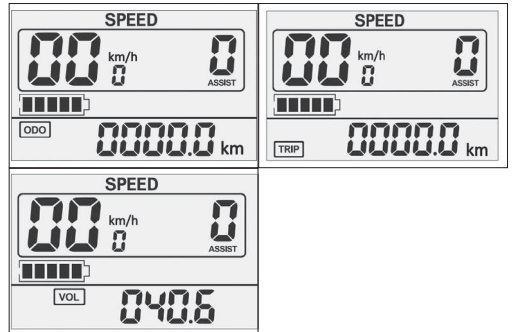 SPEED
00 km/h 0 0 ASSIST
ODO 0000.0 km
SPEED
00 km/h 0 0 ASSIST
TRIP 0000.0 km
SPEED
00 km/h 0 0 ASSIST
VOL 040.6